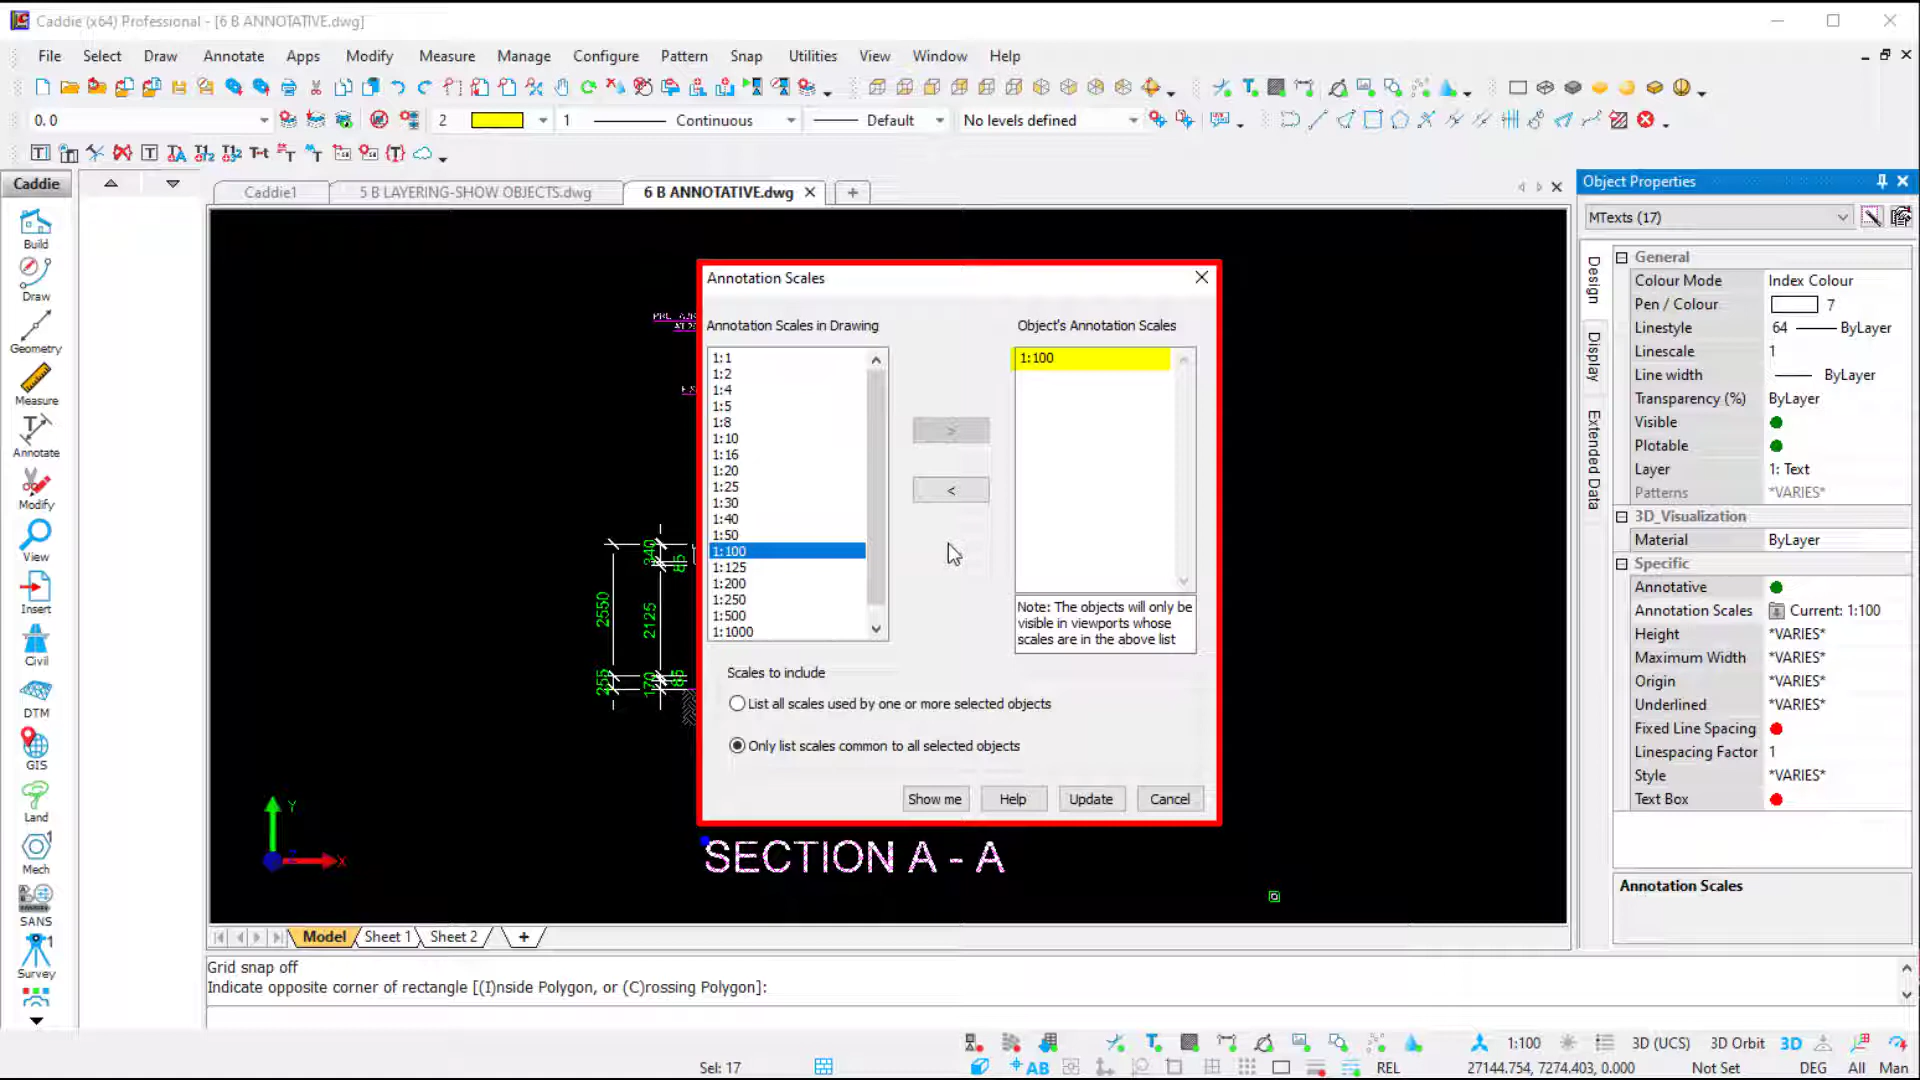 Caddie (x64) Professional - [6 B ANNOTATIVE.dwg]
File Select Draw Annotate Apps Modify Measure Manage Configure Pattern Snap Utilities View Window Help
0. 0 2 1 Continuous Default No levels defined
Caddie
Caddie1 5 B LAYERING-SHOW OBJECTS.dwg 6 B ANNOTATIVE.dwg
Build
Draw
Geometry
Measure
Annotate
Modify
View
Insert
Civil
DTM
GIS
Land
Mech
SANS
Survey
2550
255
340
85
2125
170
85
SECTION A - A
Y
X
Annotation Scales
Annotation Scales in Drawing
1:1
1:2
1:4
1:5
1:8
1:10
1:16
1:20
1:25
1:30
1:40
1:50
1:100
1:125
1:200
1:250
1:500
1:1000
>
<
Object's Annotation Scales
1:100
Note: The objects will only be
visible in viewports whose
scales are in the above list
Scales to include
List all scales used by one or more selected objects
Only list scales common to all selected objects
Show me Help Update Cancel
Object Properties
MTexts (17)
Design
Display
Extended Data
General
Colour Mode Index Colour
Pen / Colour 7
Linestyle 64 ByLayer
Linescale 1
Line width ByLayer
Transparency (%) ByLayer
Visible
Plotable
Layer 1: Text
Patterns *VARIES*
3D_Visualization
Material ByLayer
Specific
Annotative
Annotation Scales Current: 1:100
Height *VARIES*
Maximum Width *VARIES*
Origin *VARIES*
Underlined *VARIES*
Fixed Line Spacing
Linespacing Factor 1
Style *VARIES*
Text Box
Annotation Scales
Model Sheet 1 Sheet 2 +
Grid snap off
Indicate opposite corner of rectangle [(I)nside Polygon, or (C)rossing Polygon]:
1:100 3D (UCS) 3D Orbit 3D
Sel: 17 AB REL 27144.754, 7274.403, 0.000 Not Set DEG All Man